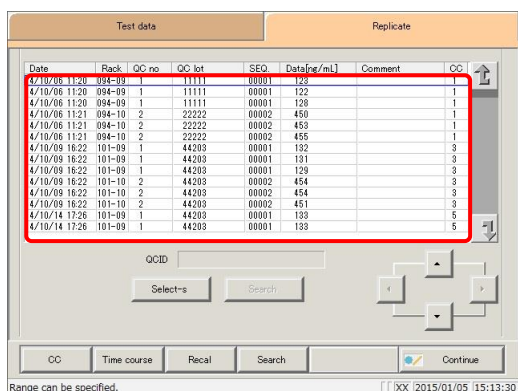 Test data Replicate
Date Rack QC no QC lot SEQ. Data[ng/mL] Comment CC
4/10/06 11:20 094-09 1 11111 00001 123 1
4/10/06 11:20 094-09 1 11111 00001 122 1
4/10/06 11:20 094-09 1 11111 00001 128 1
4/10/06 11:21 094-10 2 22222 00002 450 1
4/10/06 11:21 094-10 2 22222 00002 453 1
4/10/06 11:21 094-10 2 22222 00002 455 1
4/10/09 16:22 101-09 1 44203 00001 132 3
4/10/09 16:22 101-09 1 44203 00001 131 3
4/10/09 16:22 101-09 1 44203 00001 129 3
4/10/09 16:22 101-10 2 44203 00002 454 3
4/10/09 16:22 101-10 2 44203 00002 454 3
4/10/09 16:22 101-10 2 44203 00002 451 3
4/10/14 17:26 101-09 1 44203 00001 133 5
4/10/14 17:26 101-09 1 44203 00001 133 5
QCID
Select-s Search
CC Time course Recal Search Continue
Range can be specified. XX 2015/01/05 15:13:30